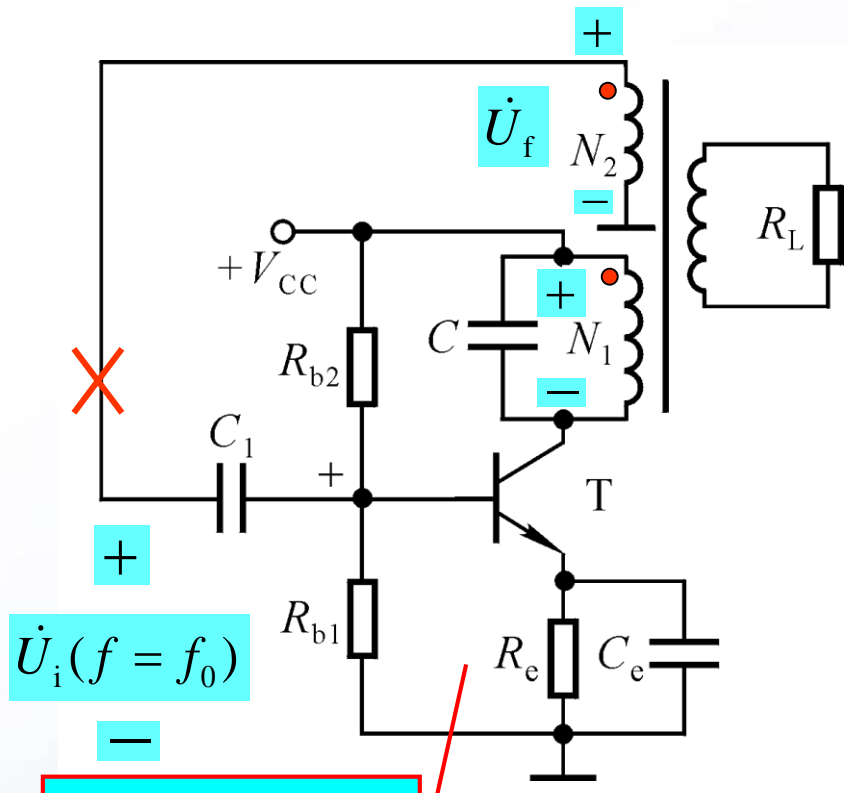 +
U̇f
N2
−
RL
+VCC
+
C
N1
Rb2
−
C1
+
T
+
Rb1
U̇i(f = f0)
Re
Ce
−